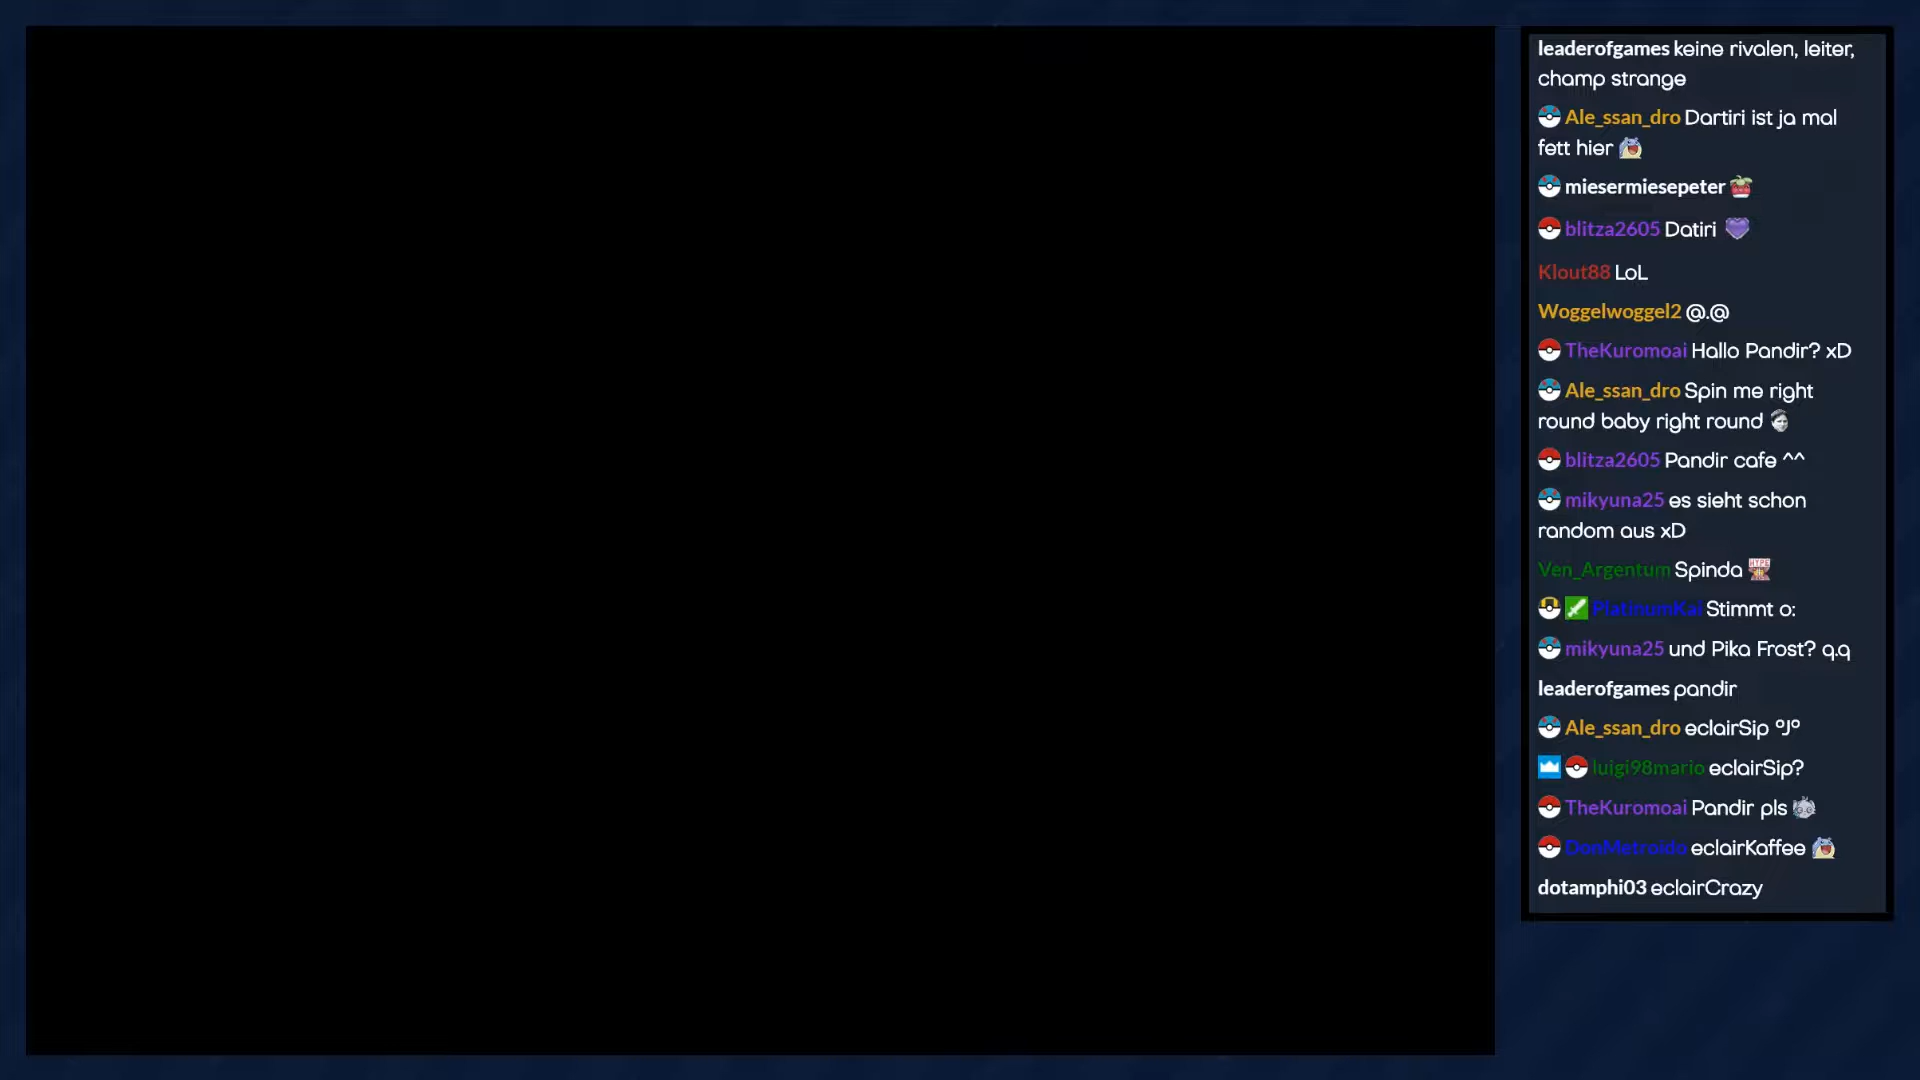 leaderofgames keine rivalen, leiter,
champ strange
Ale_ssan_dro Dartiri ist ja mal
fett hier
miesermiesepeter
blitza2605 Datiri
Klout88 LoL
Woggelwoggel2 @.@
TheKuromoai Hallo Pandir? xD
Ale_ssan_dro Spin me right
round baby right round
blitza2605 Pandir cafe ^^
mikyuna25 es sieht schon
random aus xD
Ven_Argentum Spinda HYPE
PlatinumKai Stimmt o:
mikyuna25 und Pika Frost? q.q
leaderofgames pandir
Ale_ssan_dro eclairSip °J°
luigi98mario eclairSip?
TheKuromoai Pandir pls
DonMetroido eclairKaffee
dotamphi03 eclairCrazy